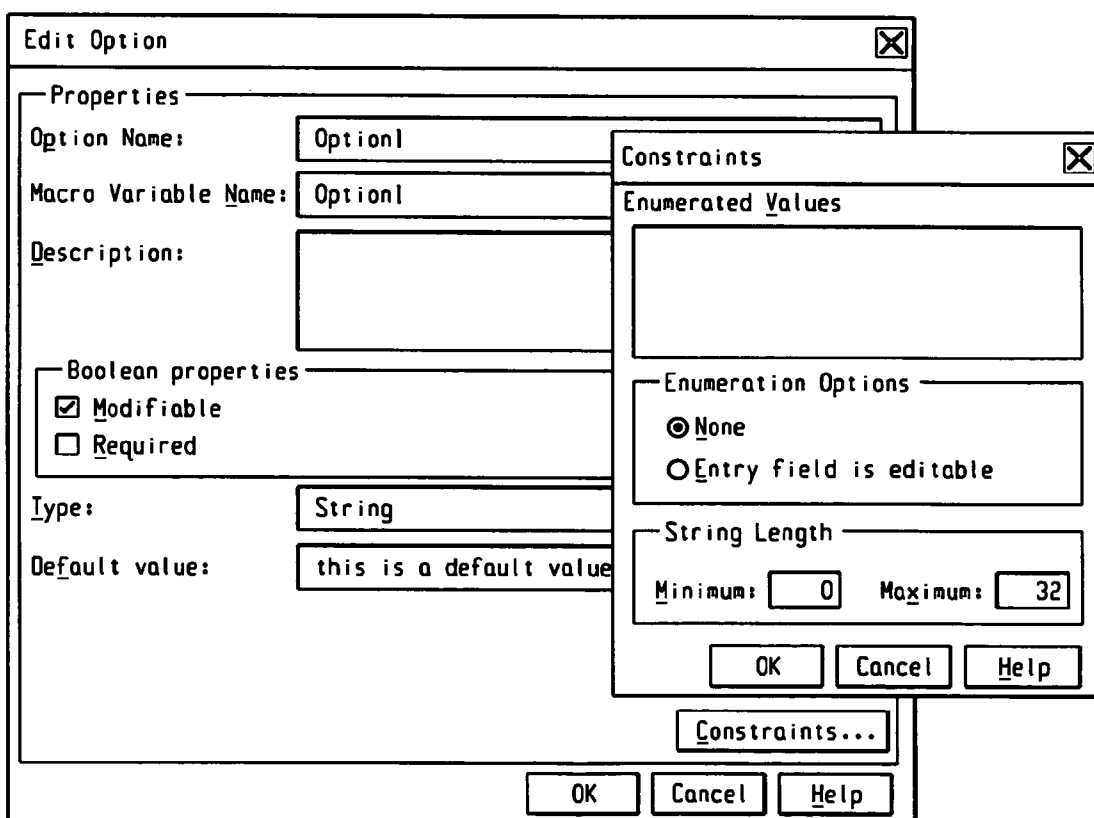 Edit Option
Properties
Option Name:
Option1
Macro Variable Name:
Option1
Description:
Boolean properties
Modifiable
Required
Type:
String
Default value:
this is a default value
Constraints...
OK
Cancel
Help
Constraints
Enumerated Values
Enumeration Options
None
Entry field is editable
String Length
Minimum:
0
Maximum:
32
OK
Cancel
Help